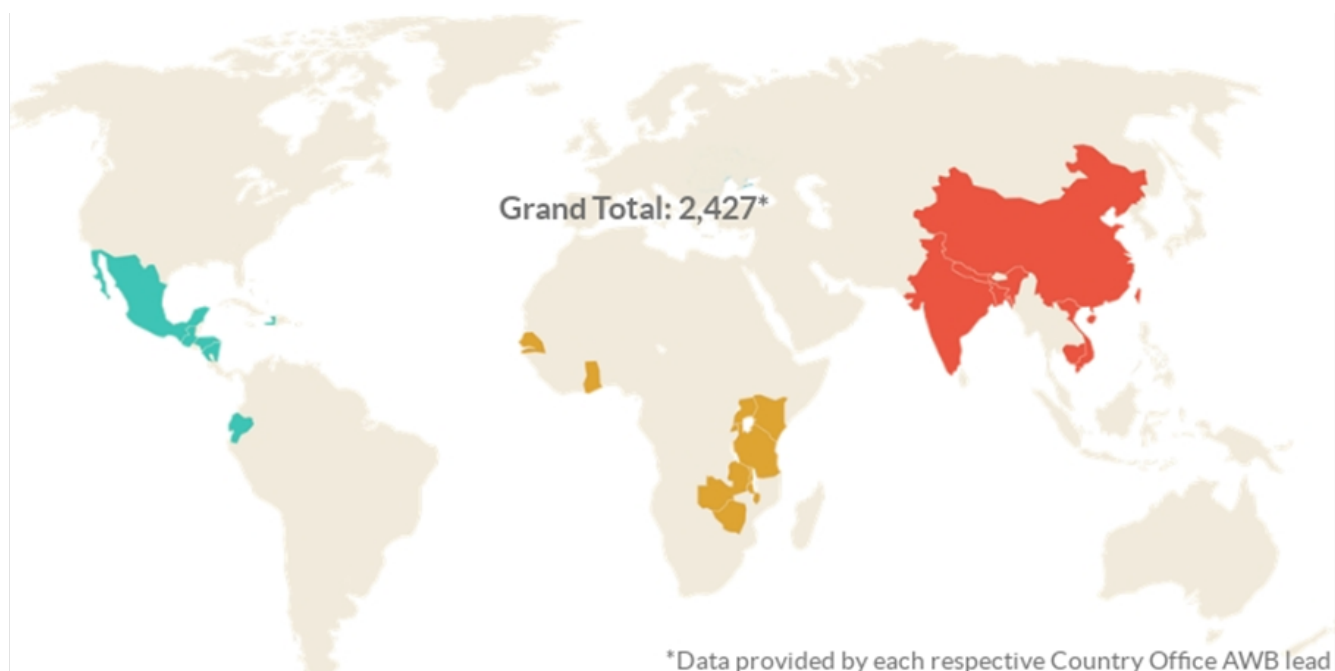 Grand Total: 2,427*
*Data provided by each respective Country Office AWB lead